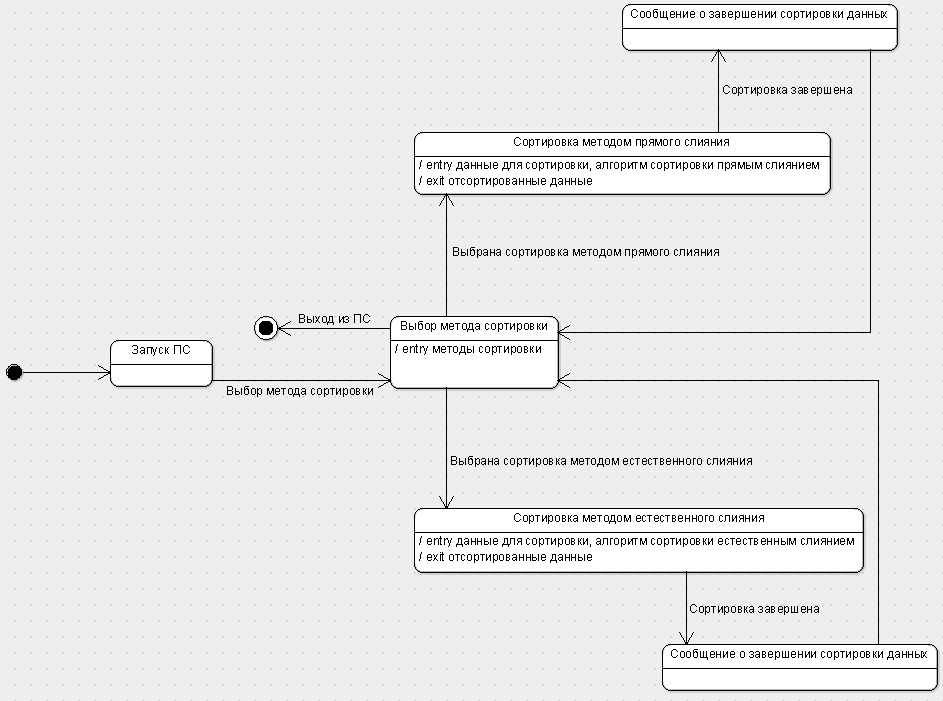 Сообщение о завершении сортировки данных
Сортировка завершена
Сортировка методом прямого слияния
/ entry данные для сортировки, алгоритм сортировки прямым слиянием
/ exit отсортированные данные
Выбрана сортировка методом прямого слияния
Выход из ПС
Выбор метода сортировки
/ entry методы сортировки
Запуск ПС
Выбор метода сортировки
Выбрана сортировка методом естественного слияния
Сортировка методом естественного слияния
/ entry данные для сортировки, алгоритм сортировки естественным слиянием
/ exit отсортированные данные
Сортировка завершена
Сообщение о завершении сортировки данных